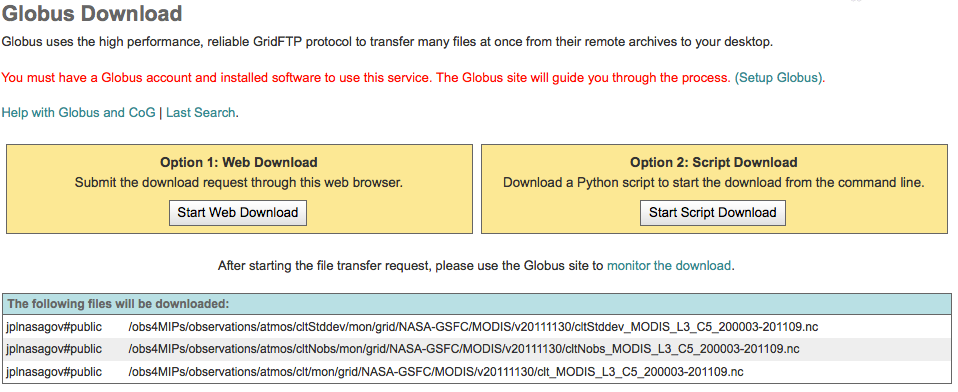 Globus Download
Globus uses the high performance, reliable GridFTP protocol to transfer many files at once from their remote archives to your desktop.
You must have a Globus account and installed software to use this service. The Globus site will guide you through the process. (Setup Globus).
Help with Globus and CoG | Last Search.
Option 1: Web Download
Submit the download request through this web browser.
Start Web Download
Option 2: Script Download
Download a Python script to start the download from the command line.
Start Script Download
After starting the file transfer request, please use the Globus site to monitor the download.
The following files will be downloaded:
jplnasagov#public /obs4MIPs/observations/atmos/cltStddev/mon/grid/NASA-GSFC/MODIS/v20111130/cltStddev_MODIS_L3_C5_200003-201109.nc
jplnasagov#public /obs4MIPs/observations/atmos/cltNobs/mon/grid/NASA-GSFC/MODIS/v20111130/cltNobs_MODIS_L3_C5_200003-201109.nc
jplnasagov#public /obs4MIPs/observations/atmos/clt/mon/grid/NASA-GSFC/MODIS/v20111130/clt_MODIS_L3_C5_200003-201109.nc